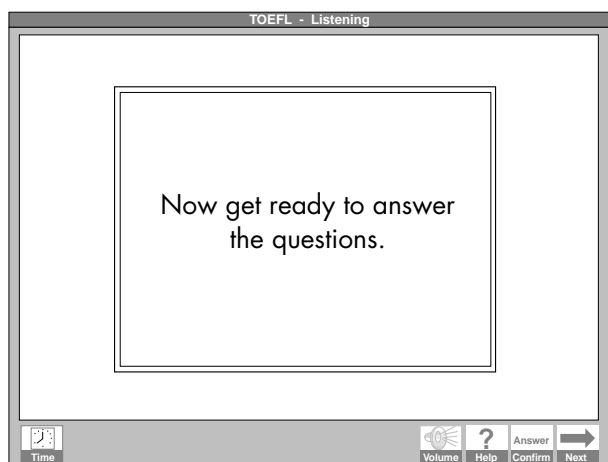 TOEFL - Listening
Now get ready to answer
the questions.
Time
Volume
?
Help
Answer
Confirm
Next